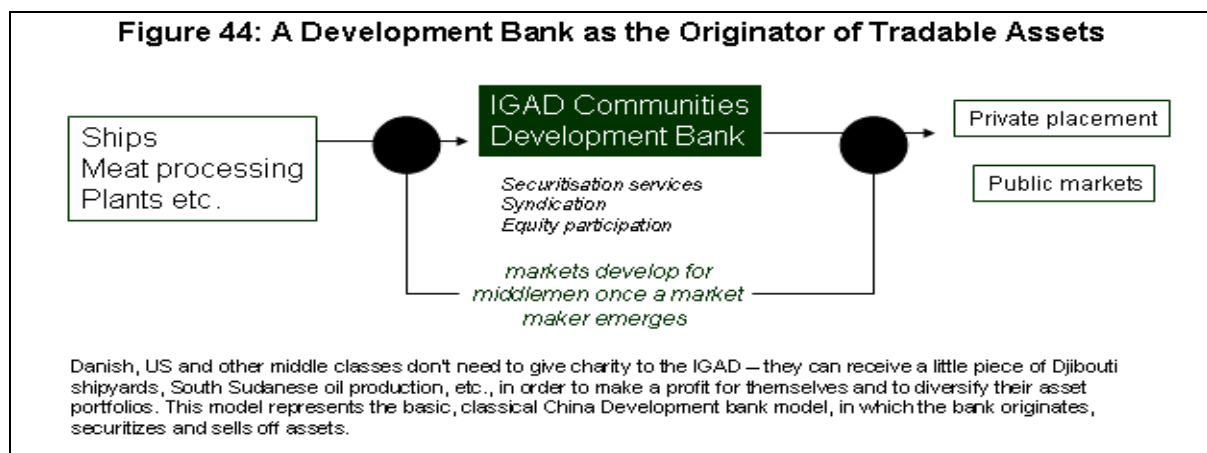 Figure 44: A Development Bank as the Originator of Tradable Assets
Ships
Meat processing
Plants etc.
IGAD Communities
Development Bank
Securitisation services
Syndication
Equity participation
markets develop for
middlemen once a market
maker emerges
Private placement
Public markets
Danish, US and other middle classes don't need to give charity to the IGAD – they can receive a little piece of Djibouti
shipyards, South Sudanese oil production, etc., in order to make a profit for themselves and to diversify their asset
portfolios. This model represents the basic, classical China Development bank model, in which the bank originates,
securitizes and sells off assets.